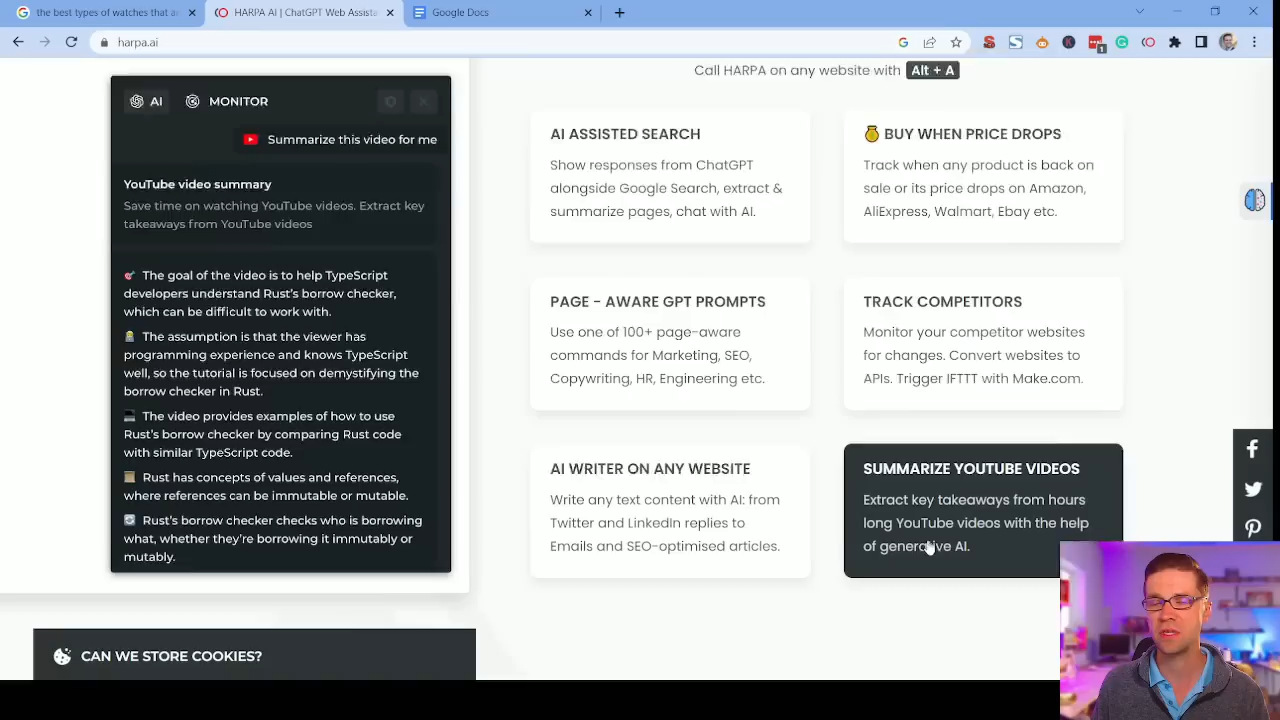 the best types of watches that a
HARPA AI | ChatGPT Web Assista
Google Docs
harpa.ai
1
Call HARPA on any website with Alt + A
AI MONITOR
Summarize this video for me
YouTube video summary
Save time on watching YouTube videos. Extract key
takeaways from YouTube videos
The goal of the video is to help TypeScript
developers understand Rust's borrow checker,
which can be difficult to work with.
The assumption is that the viewer has
programming experience and knows TypeScript
well, so the tutorial is focused on demystifying the
borrow checker in Rust.
The video provides examples of how to use
Rust's borrow checker by comparing Rust code
with similar TypeScript code.
Rust has concepts of values and references,
where references can be immutable or mutable.
Rust's borrow checker checks who is borrowing
what, whether they're borrowing it immutably or
mutably.
AI ASSISTED SEARCH
Show responses from ChatGPT
alongside Google Search, extract &
summarize pages, chat with AI.
BUY WHEN PRICE DROPS
Track when any product is back on
sale or its price drops on Amazon,
AliExpress, Walmart, Ebay etc.
PAGE - AWARE GPT PROMPTS
Use one of 100+ page-aware
commands for Marketing, SEO,
Copywriting, HR, Engineering etc.
TRACK COMPETITORS
Monitor your competitor websites
for changes. Convert websites to
APIs. Trigger IFTTT with Make.com.
AI WRITER ON ANY WEBSITE
Write any text content with AI: from
Twitter and LinkedIn replies to
Emails and SEO-optimised articles.
SUMMARIZE YOUTUBE VIDEOS
Extract key takeaways from hours
long YouTube videos with the help
of generative AI.
CAN WE STORE COOKIES?